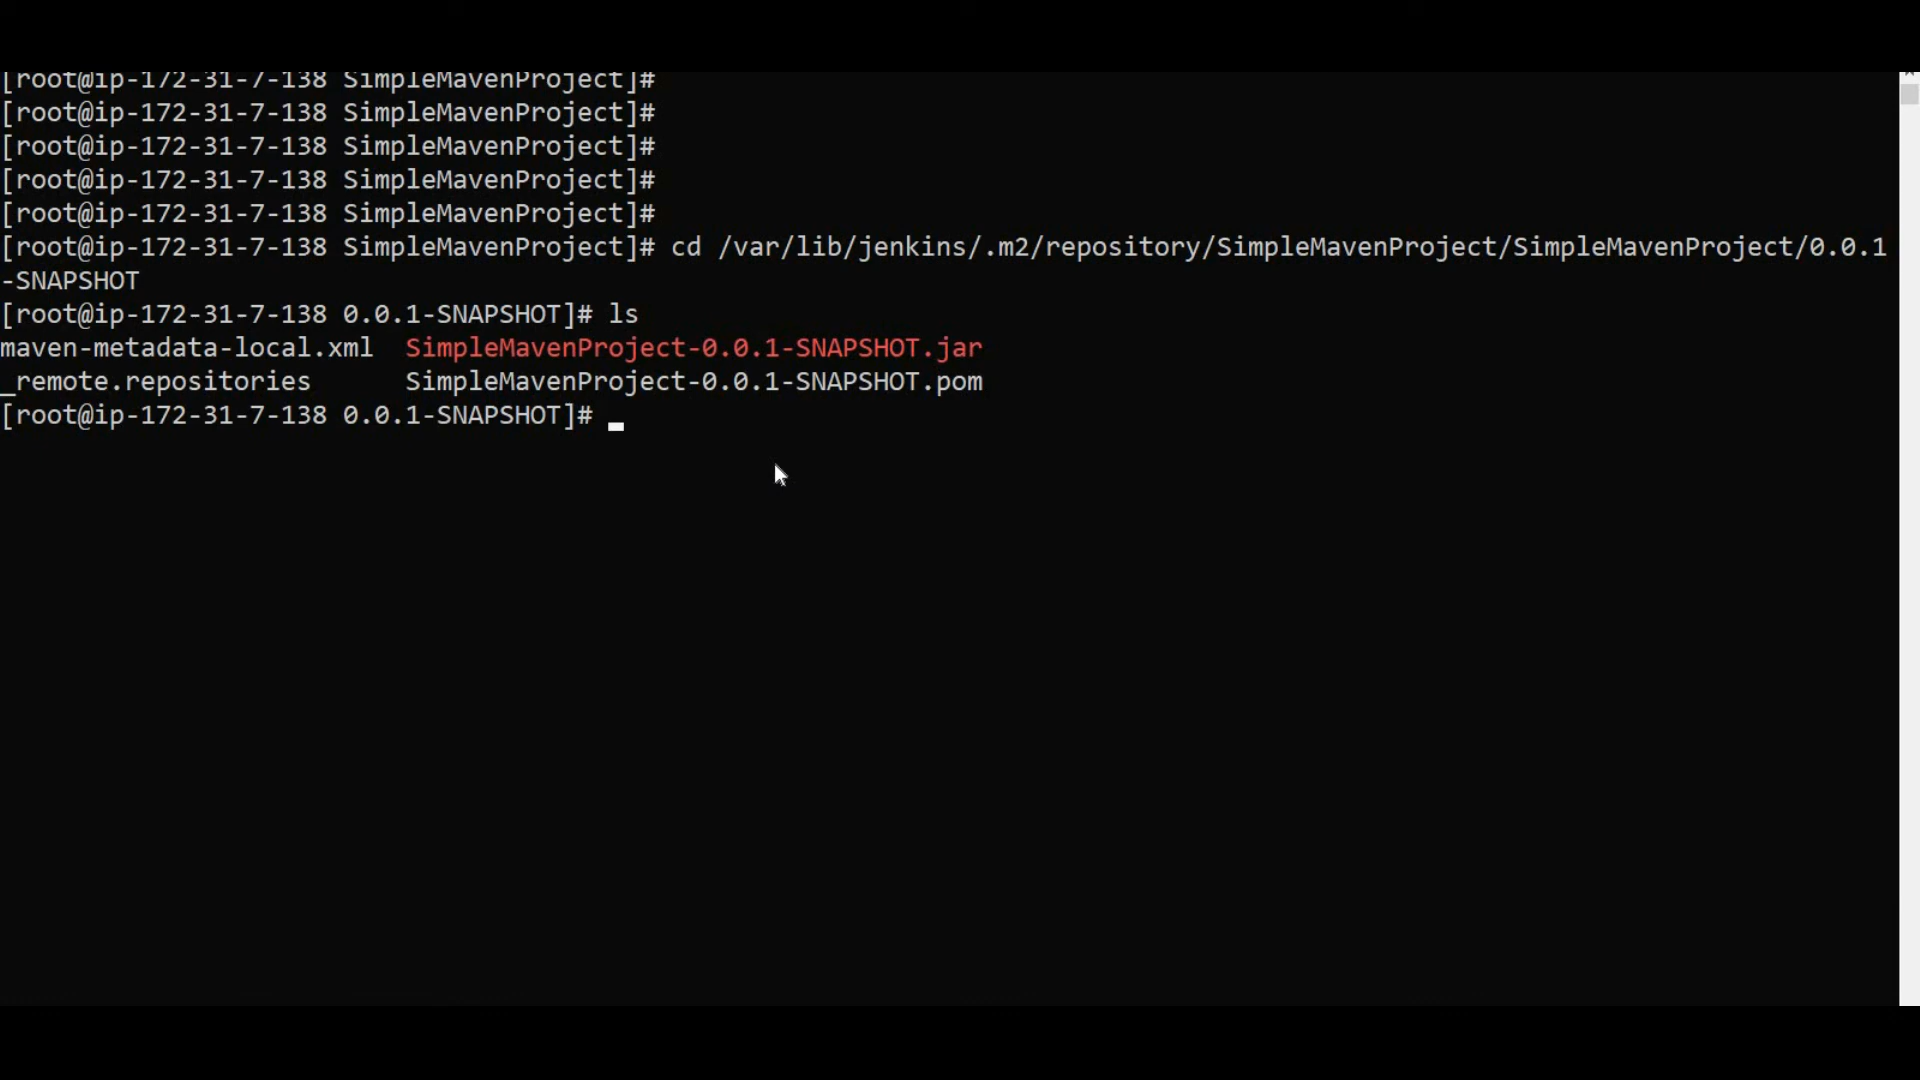 [root@ip-172-31-7-138 SimpleMavenProject]#
[root@ip-172-31-7-138 SimpleMavenProject]#
[root@ip-172-31-7-138 SimpleMavenProject]#
[root@ip-172-31-7-138 SimpleMavenProject]#
[root@ip-172-31-7-138 SimpleMavenProject]#
[root@ip-172-31-7-138 SimpleMavenProject]# cd /var/lib/jenkins/.m2/repository/SimpleMavenProject/SimpleMavenProject/0.0.1
-SNAPSHOT
[root@ip-172-31-7-138 0.0.1-SNAPSHOT]# ls
maven-metadata-local.xml  SimpleMavenProject-0.0.1-SNAPSHOT.jar
_remote.repositories      SimpleMavenProject-0.0.1-SNAPSHOT.pom
[root@ip-172-31-7-138 0.0.1-SNAPSHOT]#